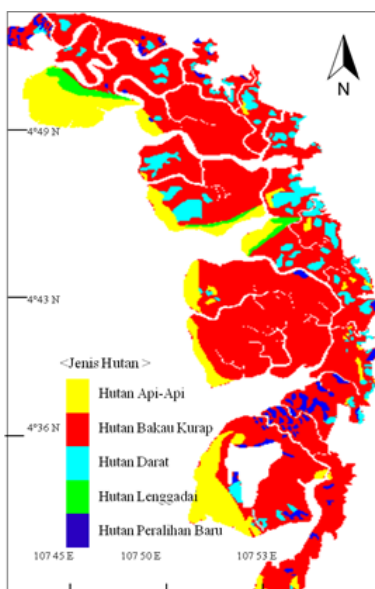 N
4°49 N
4°43 N
<Jenis Hutan >
Hutan Api-Api
Hutan Bakau Kurap
4°36 N
Hutan Darat
Hutan Lenggadai
Hutan Peralihan Baru
107 45 E 107 50 E 107 53 E